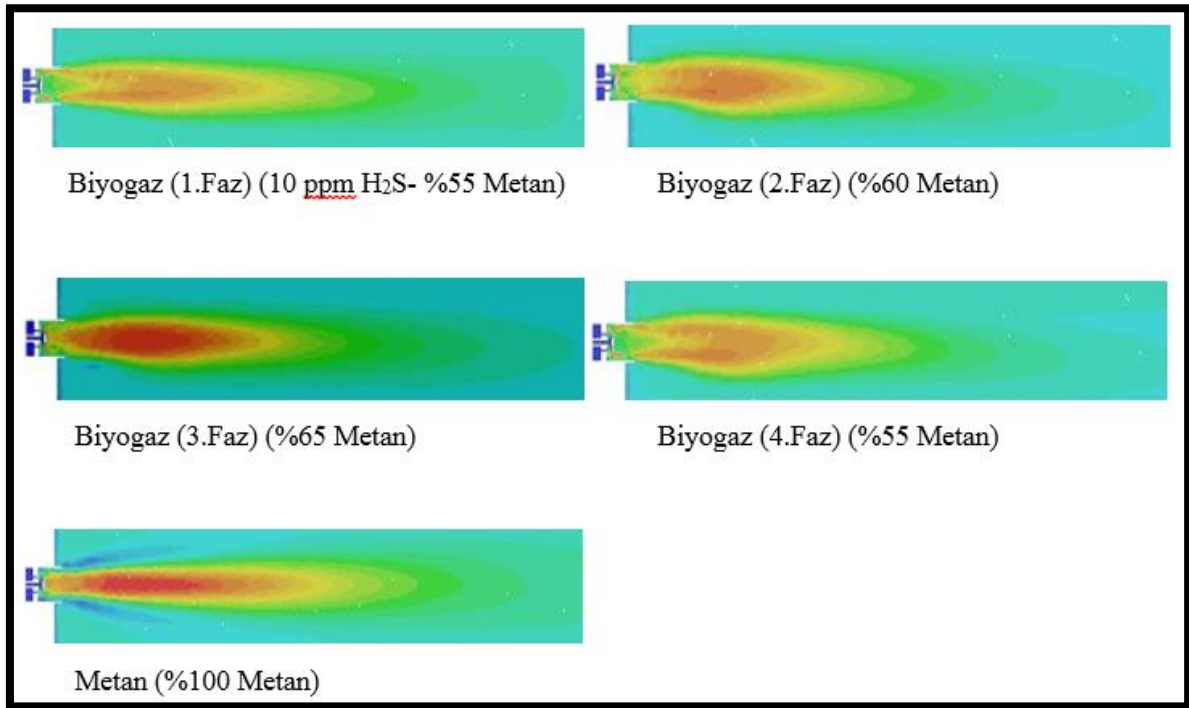 Biyogaz (1.Faz) (10 ppm H₂S- %55 Metan)
Biyogaz (2.Faz) (%60 Metan)
Biyogaz (3.Faz) (%65 Metan)
Biyogaz (4.Faz) (%55 Metan)
Metan (%100 Metan)